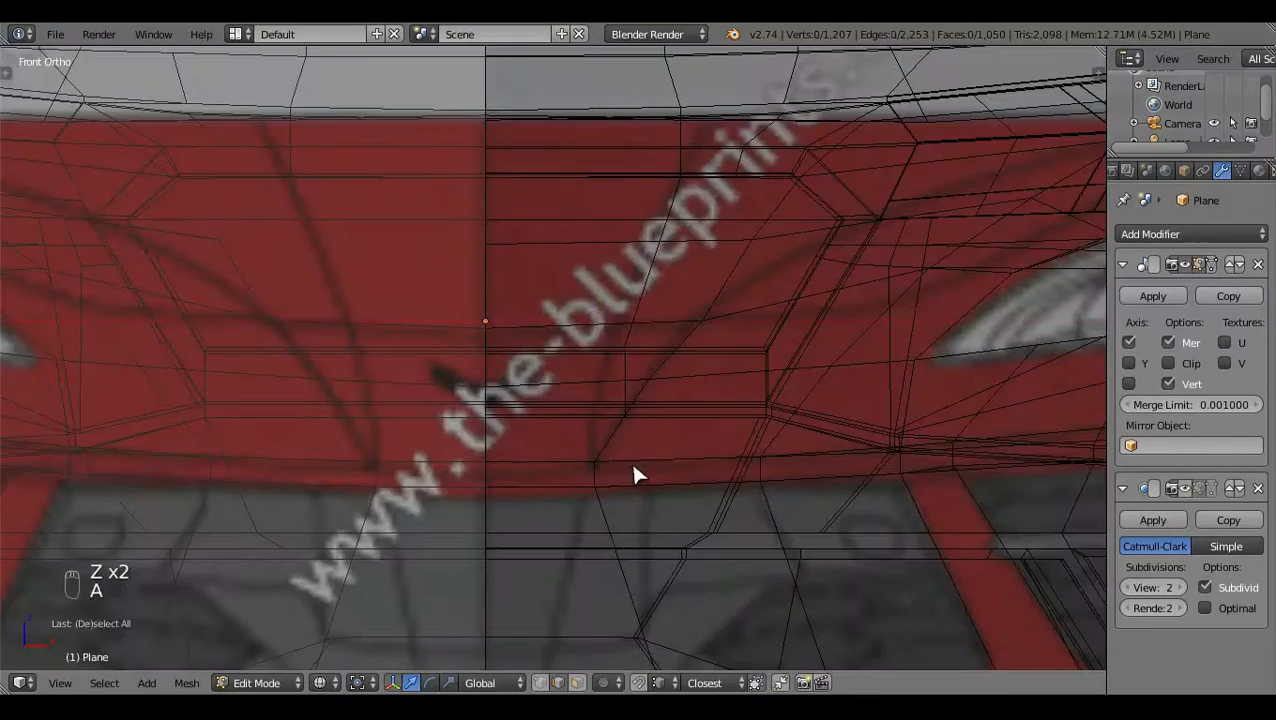 File Render Window Help Default Scene Blender Render v2.74 | Verts:0/1,207 | Edges:0/2,253 | Faces:0/1,050 | Tris:2,098 | Mem:12.71M (4.52M) | Plane
View Search All Sc
Front Ortho
RenderL
World
Camera
Plane
Add Modifier
Apply Copy
Axis: Options: Textures:
Mer U
Y Clip V
Vert
Merge Limit: 0.001000
Mirror Object:
www.the-blueprints.
Apply Copy
Catmull-Clark Simple
Subdivisions: Options:
View: 2 Subdivid
Rende:2 Optimal
Z x2
A
Last: (De)select All
(1) Plane
View Select Add Mesh Edit Mode Global Closest